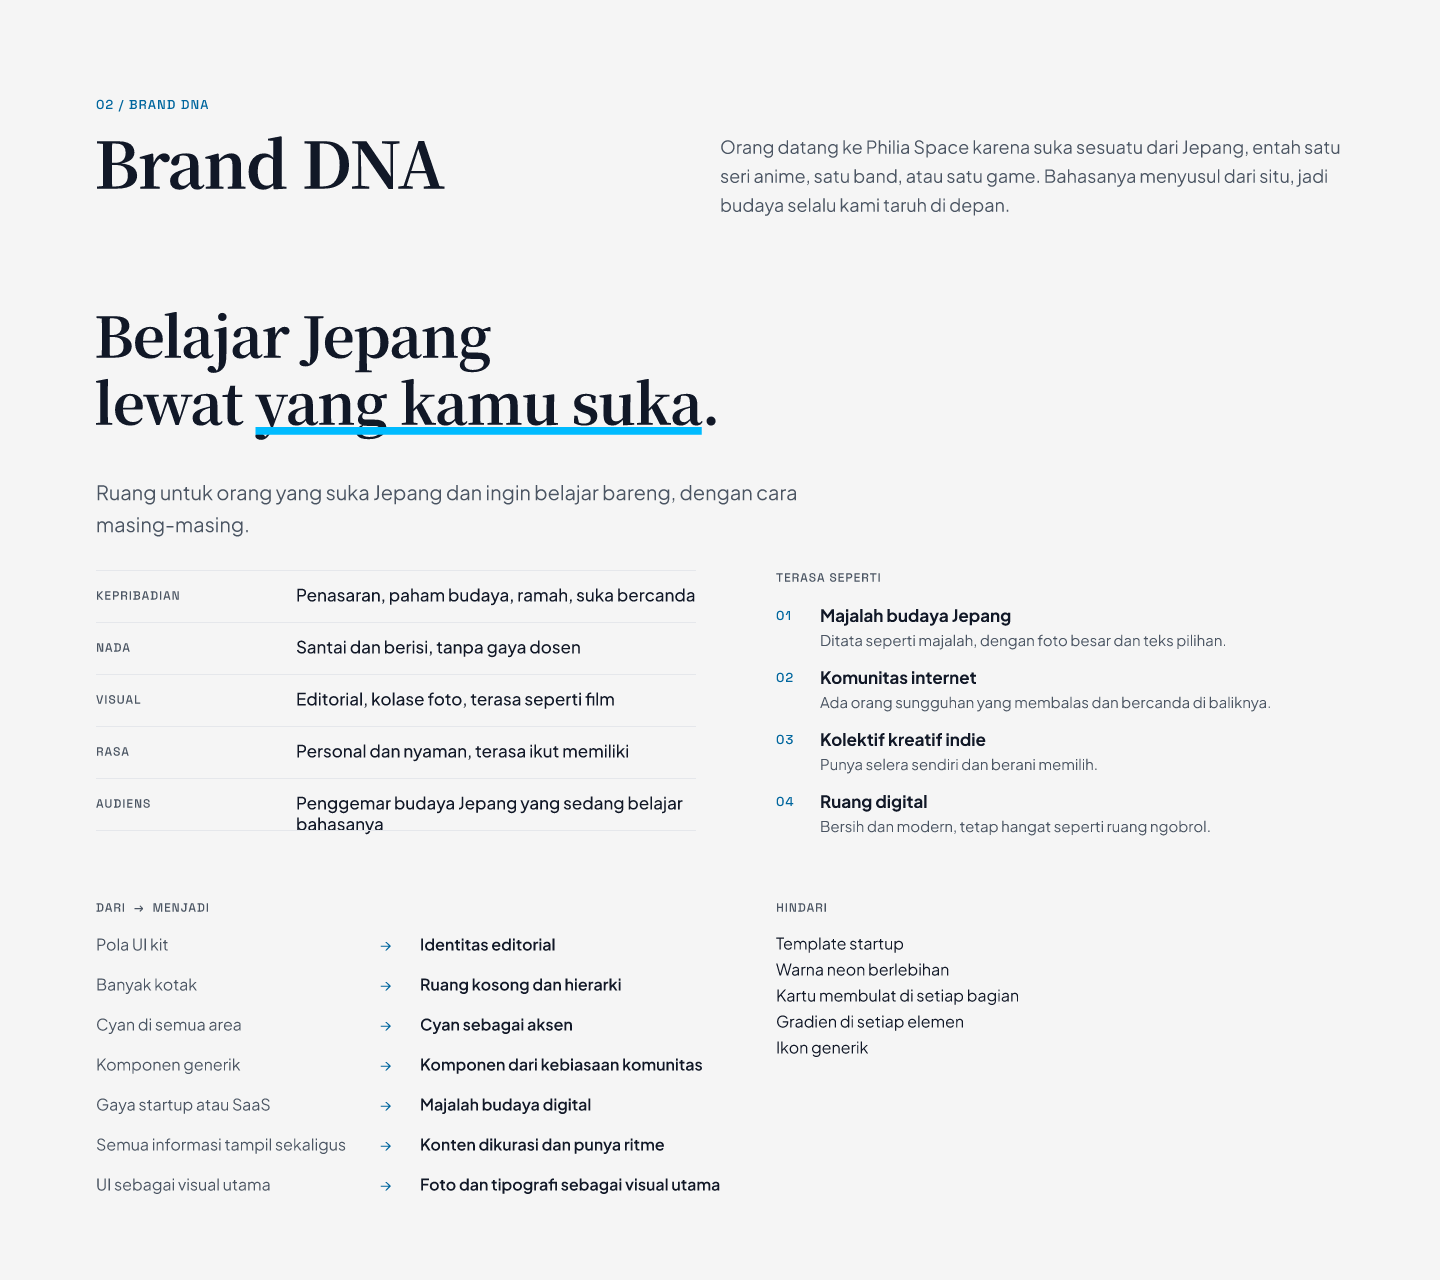 02 / BRAND DNA
Brand DNA
Orang datang ke Philia Space karena suka sesuatu dari Jepang, entah satu
seri anime, satu band, atau satu game. Bahasanya menyusul dari situ, jadi
budaya selalu kami taruh di depan.
Belajar Jepang
lewat yang kamu suka.
Ruang untuk orang yang suka Jepang dan ingin belajar bareng, dengan cara
masing-masing.
KEPRIBADIAN Penasaran, paham budaya, ramah, suka bercanda
NADA Santai dan berisi, tanpa gaya dosen
VISUAL Editorial, kolase foto, terasa seperti film
RASA Personal dan nyaman, terasa ikut memiliki
AUDIENS Penggemar budaya Jepang yang sedang belajar
bahasanya
TERASA SEPERTI
01 Majalah budaya Jepang
Ditata seperti majalah, dengan foto besar dan teks pilihan.
02 Komunitas internet
Ada orang sungguhan yang membalas dan bercanda di baliknya.
03 Kolektif kreatif indie
Punya selera sendiri dan berani memilih.
04 Ruang digital
Bersih dan modern, tetap hangat seperti ruang ngobrol.
DARI → MENJADI
Pola UI kit → Identitas editorial
Banyak kotak → Ruang kosong dan hierarki
Cyan di semua area → Cyan sebagai aksen
Komponen generik → Komponen dari kebiasaan komunitas
Gaya startup atau SaaS → Majalah budaya digital
Semua informasi tampil sekaligus → Konten dikurasi dan punya ritme
UI sebagai visual utama → Foto dan tipografi sebagai visual utama
HINDARI
Template startup
Warna neon berlebihan
Kartu membulat di setiap bagian
Gradien di setiap elemen
Ikon generik